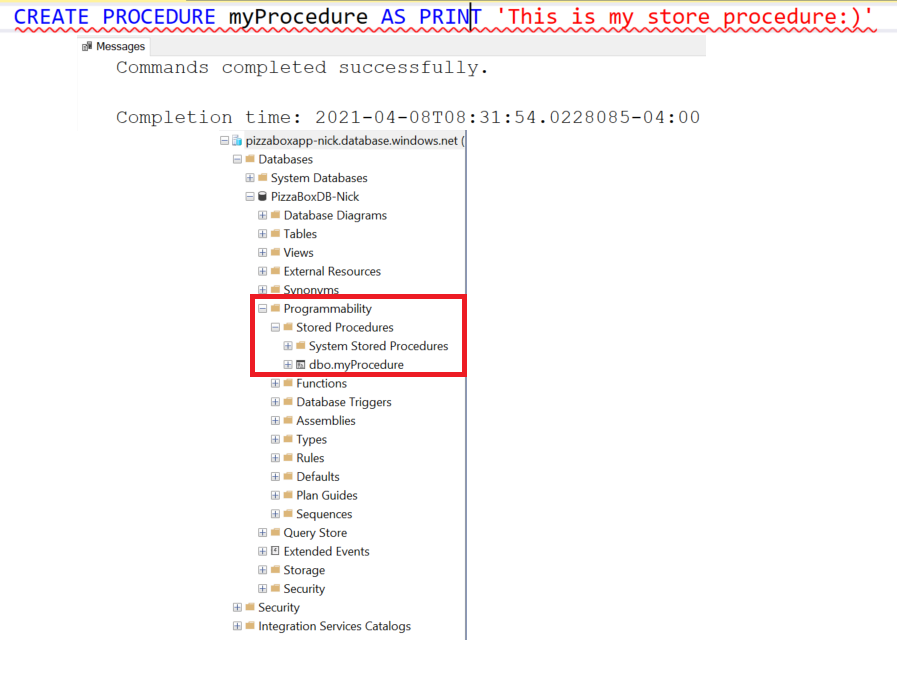 CREATE PROCEDURE myProcedure AS PRINT 'This is my store procedure:)'
Messages
Commands completed successfully.
Completion time: 2021-04-08T08:31:54.0228085-04:00
pizzaboxapp-nick.database.windows.net (
Databases
System Databases
PizzaBoxDB-Nick
Database Diagrams
Tables
Views
External Resources
Synonyms
Programmability
Stored Procedures
System Stored Procedures
dbo.myProcedure
Functions
Database Triggers
Assemblies
Types
Rules
Defaults
Plan Guides
Sequences
Query Store
Extended Events
Storage
Security
Security
Integration Services Catalogs